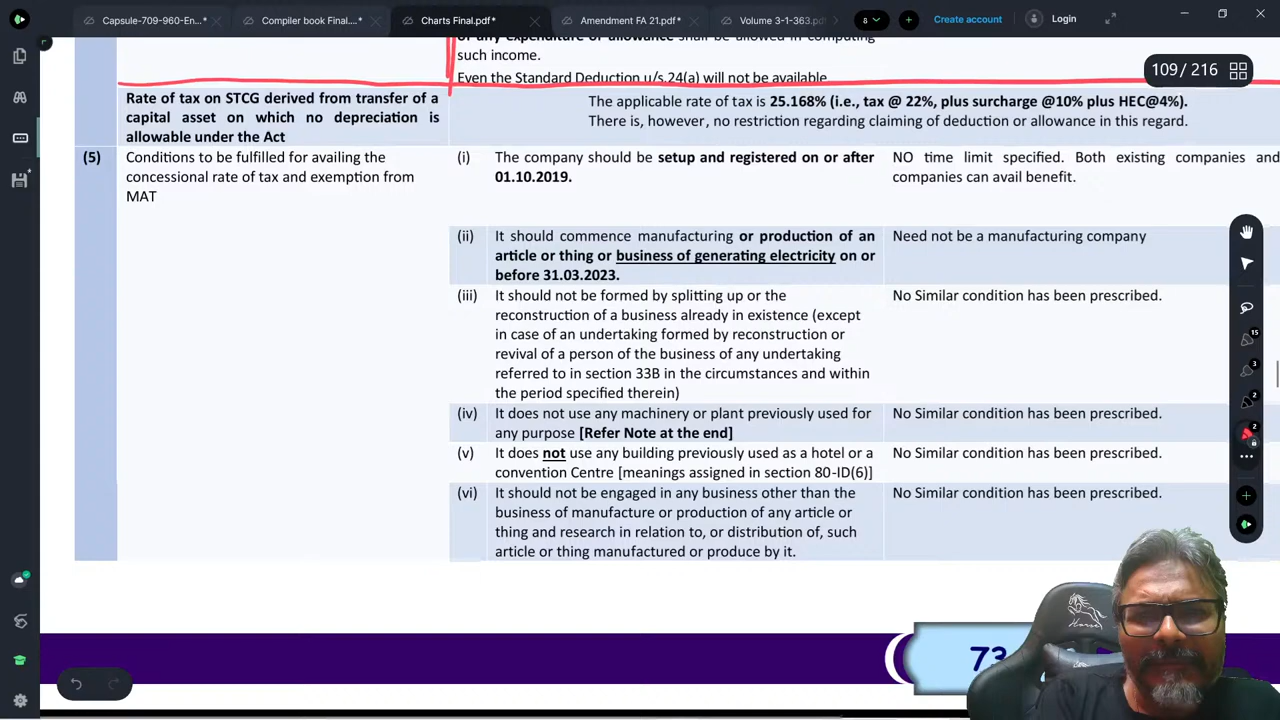 Capsule-709-960-En...*
Compiler book Final....*
Charts Final.pdf*
Amendment FA 21.pdf*
Volume 3-1-363.pdf*
8
Create account
Login
109 / 216
or any expenditure or allowance shall be allowed in computing
such income.
Even the Standard Deduction u/s.24(a) will not be available
Rate of tax on STCG derived from transfer of a
capital asset on which no depreciation is
allowable under the Act
The applicable rate of tax is 25.168% (i.e., tax @ 22%, plus surcharge @10% plus HEC@4%).
There is, however, no restriction regarding claiming of deduction or allowance in this regard.
(5)
Conditions to be fulfilled for availing the
concessional rate of tax and exemption from
MAT
(i)
The company should be setup and registered on or after
01.10.2019.
NO time limit specified. Both existing companies and
companies can avail benefit.
(ii)
It should commence manufacturing or production of an
article or thing or business of generating electricity on or
before 31.03.2023.
Need not be a manufacturing company
(iii)
It should not be formed by splitting up or the
reconstruction of a business already in existence (except
in case of an undertaking formed by reconstruction or
revival of a person of the business of any undertaking
referred to in section 33B in the circumstances and within
the period specified therein)
No Similar condition has been prescribed.
(iv)
It does not use any machinery or plant previously used for
any purpose [Refer Note at the end]
No Similar condition has been prescribed.
(v)
It does not use any building previously used as a hotel or a
convention Centre [meanings assigned in section 80-ID(6)]
No Similar condition has been prescribed.
(vi)
It should not be engaged in any business other than the
business of manufacture or production of any article or
thing and research in relation to, or distribution of, such
article or thing manufactured or produce by it.
No Similar condition has been prescribed.
15
3
2
2
73
Horse